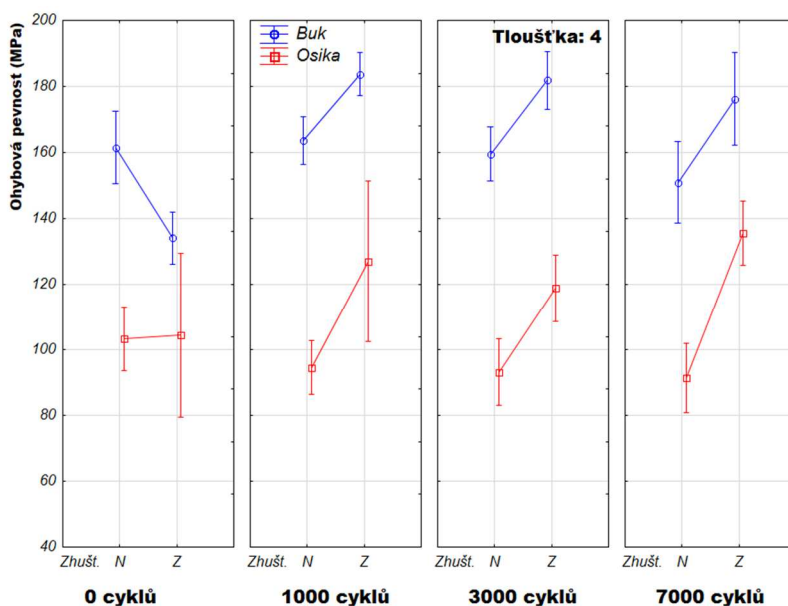 Ohybová pevnost (MPa)
200
180
160
140
120
100
80
60
40
Buk
Osika
Tloušťka: 4
Zhušt. N Z
Zhušt. N Z
Zhušt. N Z
Zhušt. N Z
0 cyklů
1000 cyklů
3000 cyklů
7000 cyklů